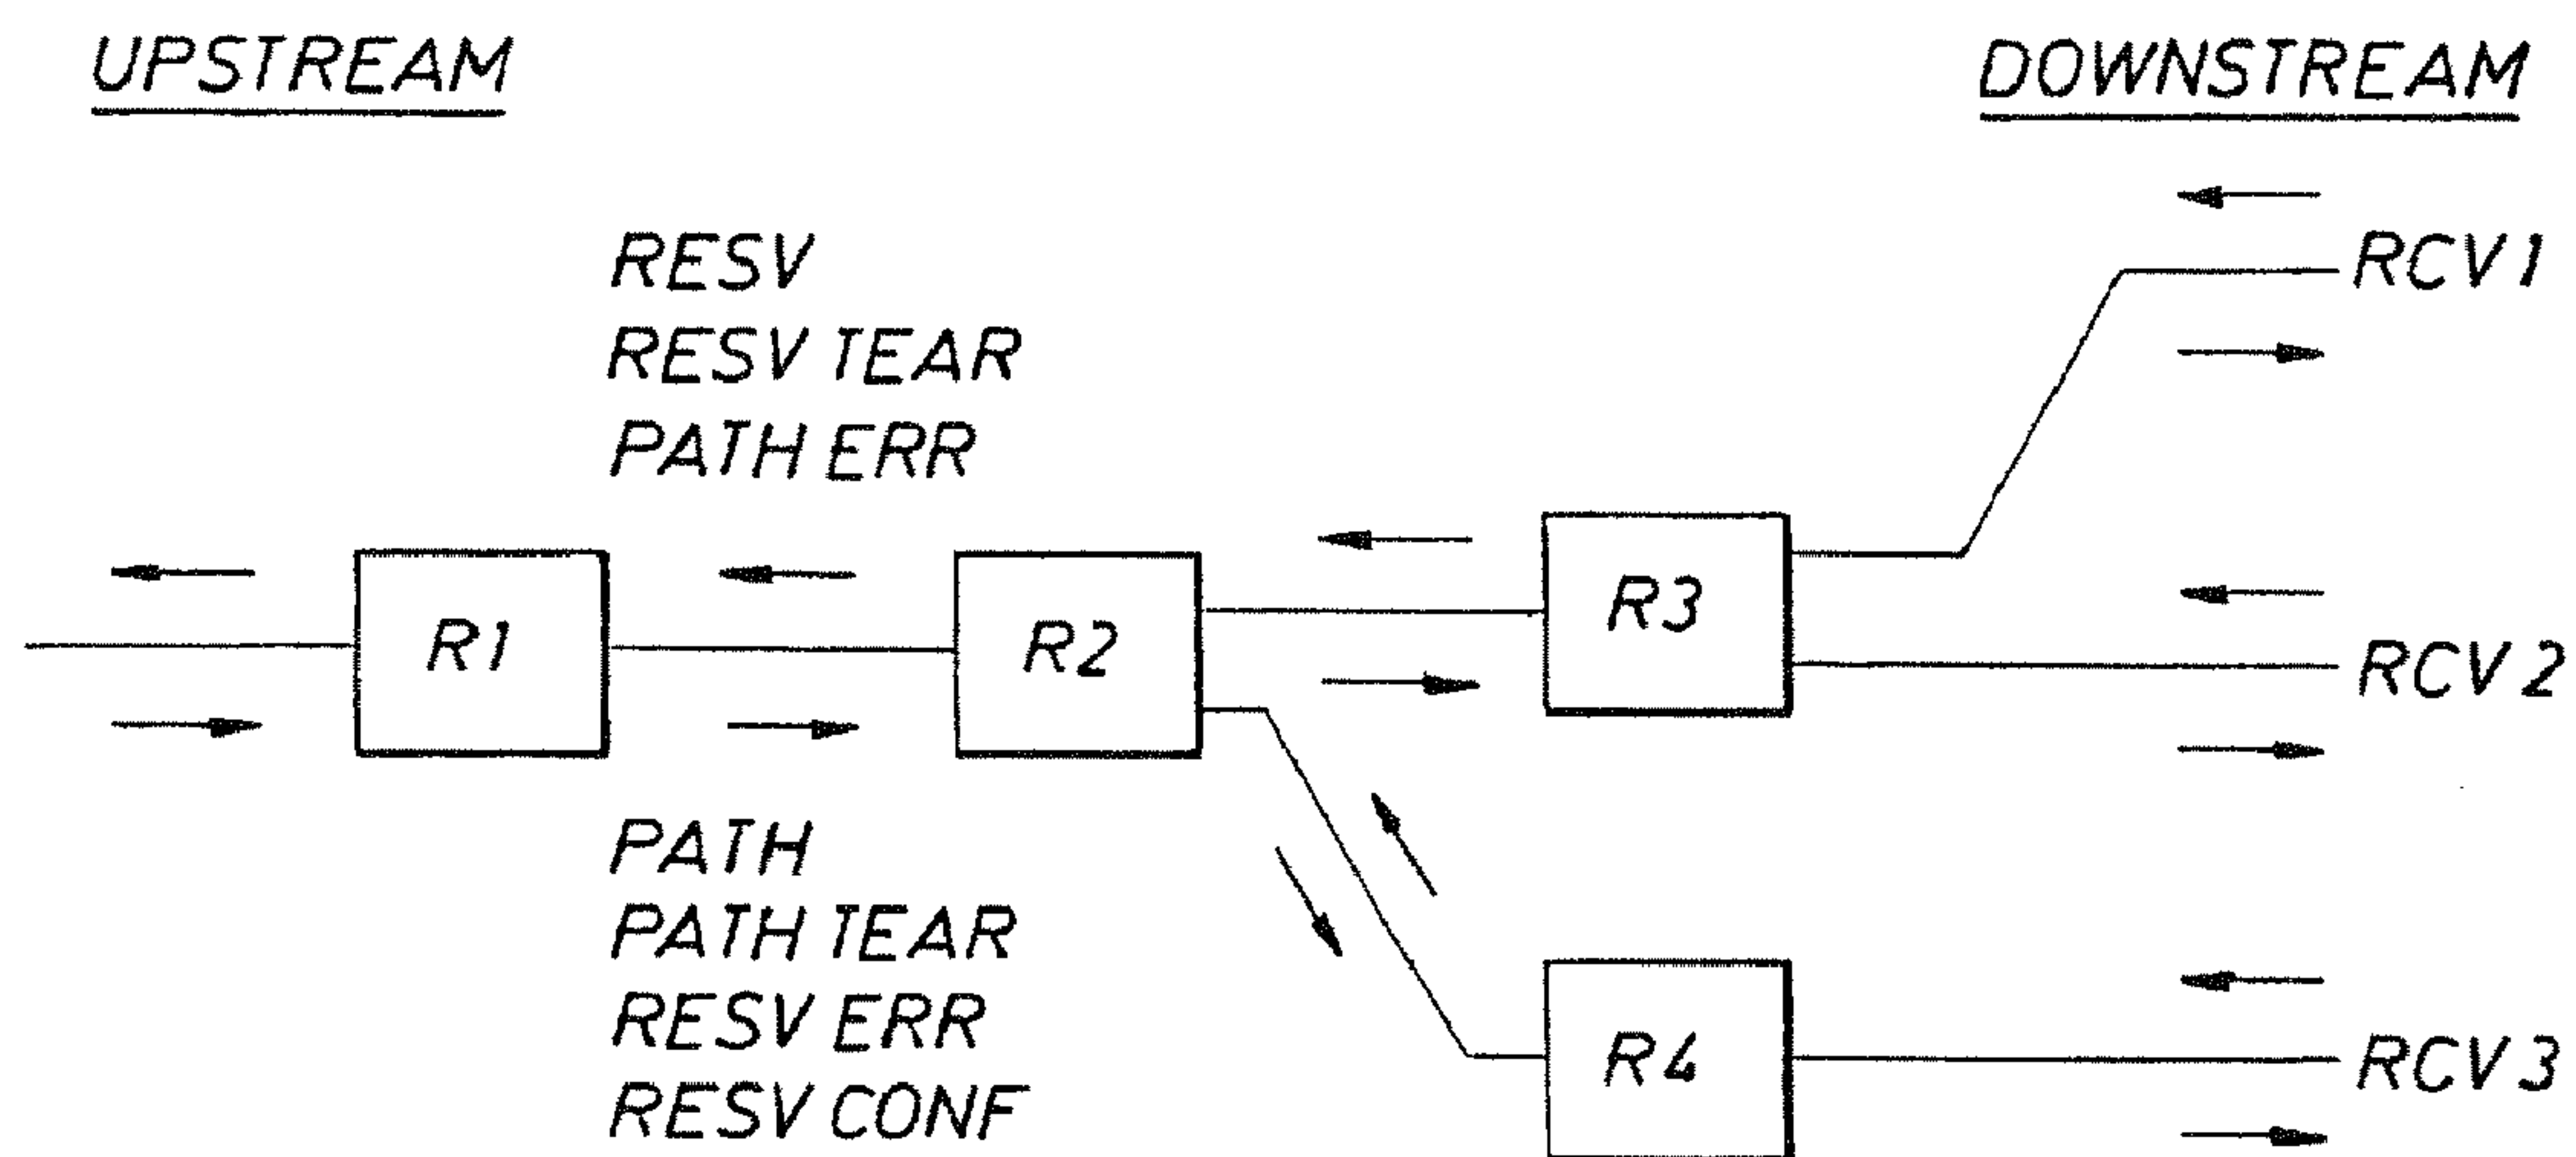 UPSTREAM
DOWNSTREAM
RESV
RESV TEAR
PATH ERR
RCV 1
R1
R2
R3
RCV 2
PATH
PATH TEAR
RESV ERR
RESV CONF
R4
RCV 3